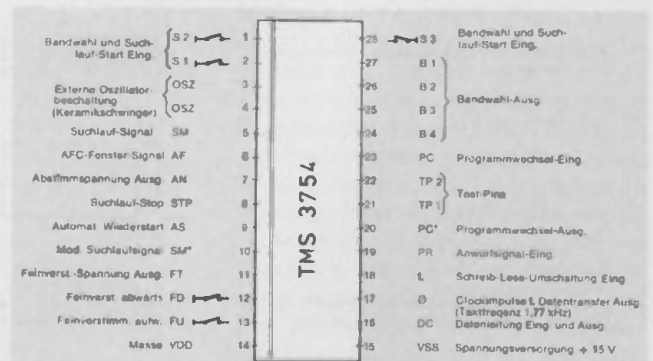 Bandwahl und Such-
lauf-Start Eing.
S 2
1
S 1
2
Externe Oszillator-
beschaltung
(Keramikschwinger)
OSZ
3
OSZ
4
Suchlauf-Signal SM 5
AFC-Fenster Signal AF 6
Abstimmspannung Ausg. AN 7
Suchlauf-Stop STP 8
Automat. Wiederstart AS 9
Mod. Suchlaufsignal SM* 10
Feinverst.-Spannung Ausg. FT 11
Feinverst. abwärts FD 12
Feinverstimm. aufw. FU 13
Masse VDD 14
TMS 3754
28 S 3 Bandwahl und Such-
lauf-Start Eing.
27 B 1
26 B 2
25 B 3
24 B 4
Bandwahl-Ausg.
23 PC Programmwechsel-Eing.
22 TP 2
21 TP 1
Test-Pins
20 PC* Programmwechsel-Ausg.
19 PR Anwurfsignal-Eing.
18 Schreib-Lese-Umschaltung Eing.
17 Ø Clockimpulse f. Datentransfer Ausg.
(Taktfreqenz 1,77 kHz)
16 DC Datenleitung Eing. und Ausg.
15 VSS Spannungsversorgung + 15 V